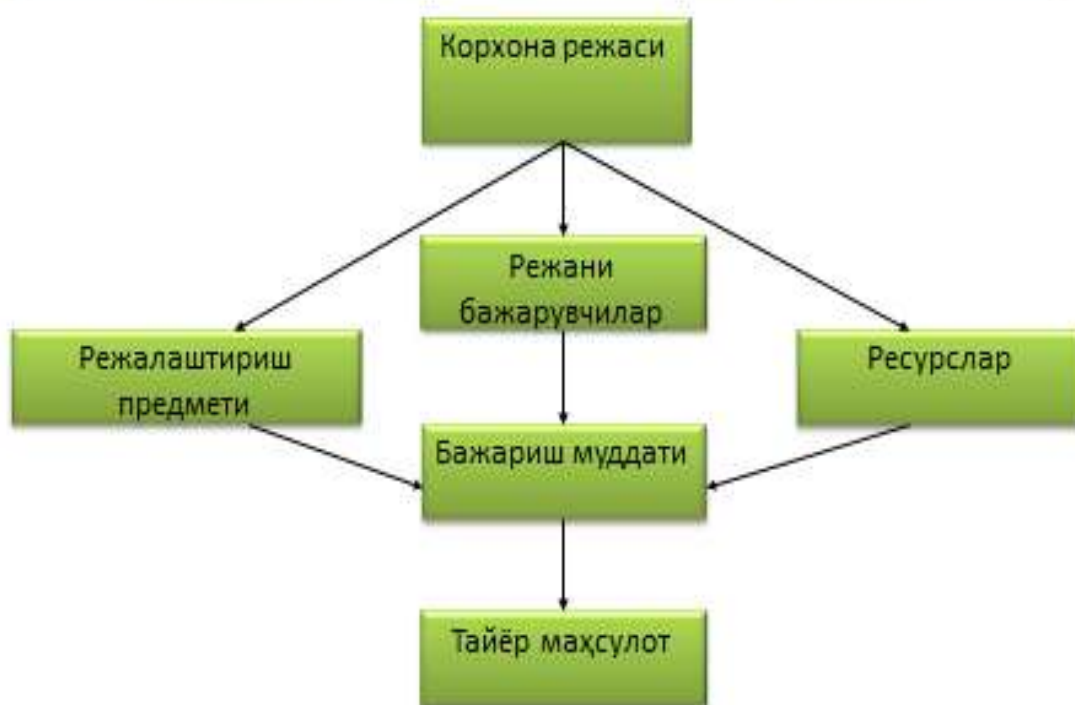 Корхона режаси
Режани
бажарувчилар
Режалаштириш
предмети
Ресурслар
Бажариш муддати
Тайёр маҳсулот